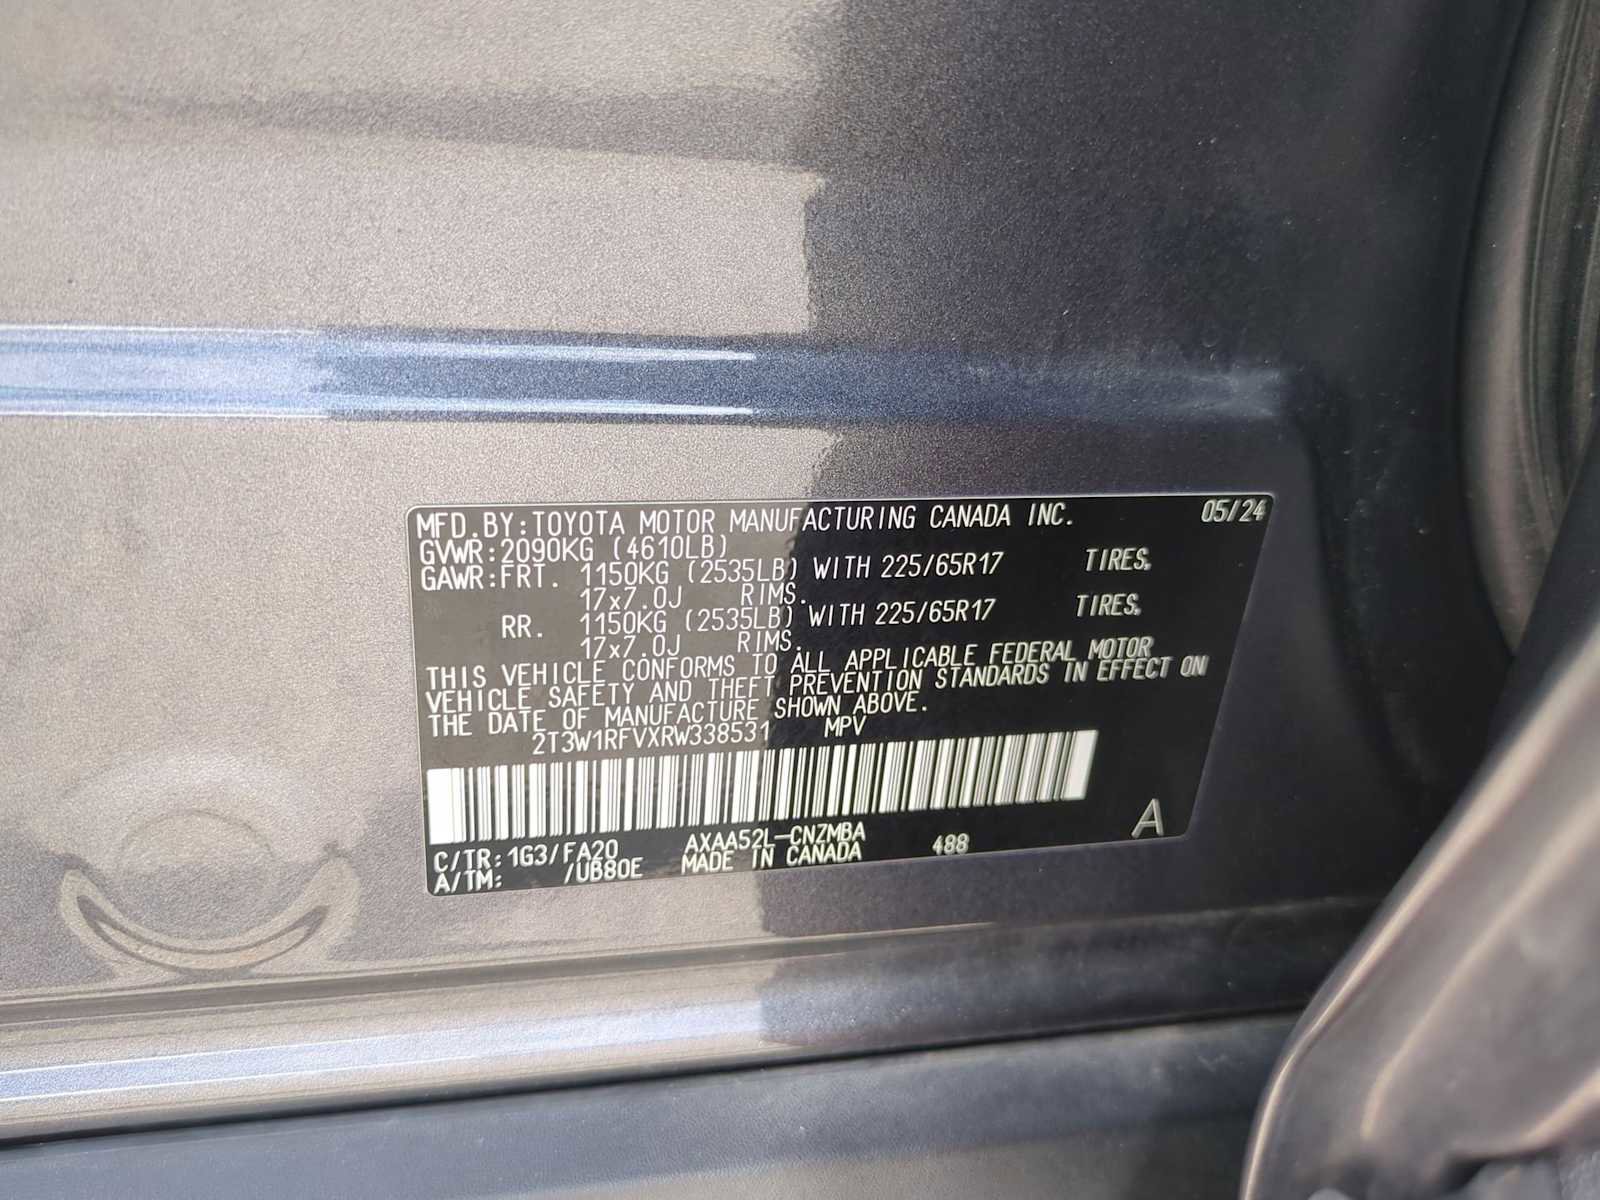 MFD.BY:TOYOTA MOTOR MANUFACTURING CANADA INC. 05/24
GVWR:2090KG (4610LB)
GAWR:FRT. 1150KG (2535LB) WITH 225/65R17 TIRES,
17x7.0J RIMS.
RR. 1150KG (2535LB) WITH 225/65R17 TIRES,
17x7.0J RIMS.
THIS VEHICLE CONFORMS TO ALL APPLICABLE FEDERAL MOTOR
VEHICLE SAFETY AND THEFT PREVENTION STANDARDS IN EFFECT ON
THE DATE OF MANUFACTURE SHOWN ABOVE.
2T3W1RFVXRW338531 MPV
A
C/TR:1G3/FA20 AXAA52L-CNZMBA 488
A/TM: /UB80E MADE IN CANADA